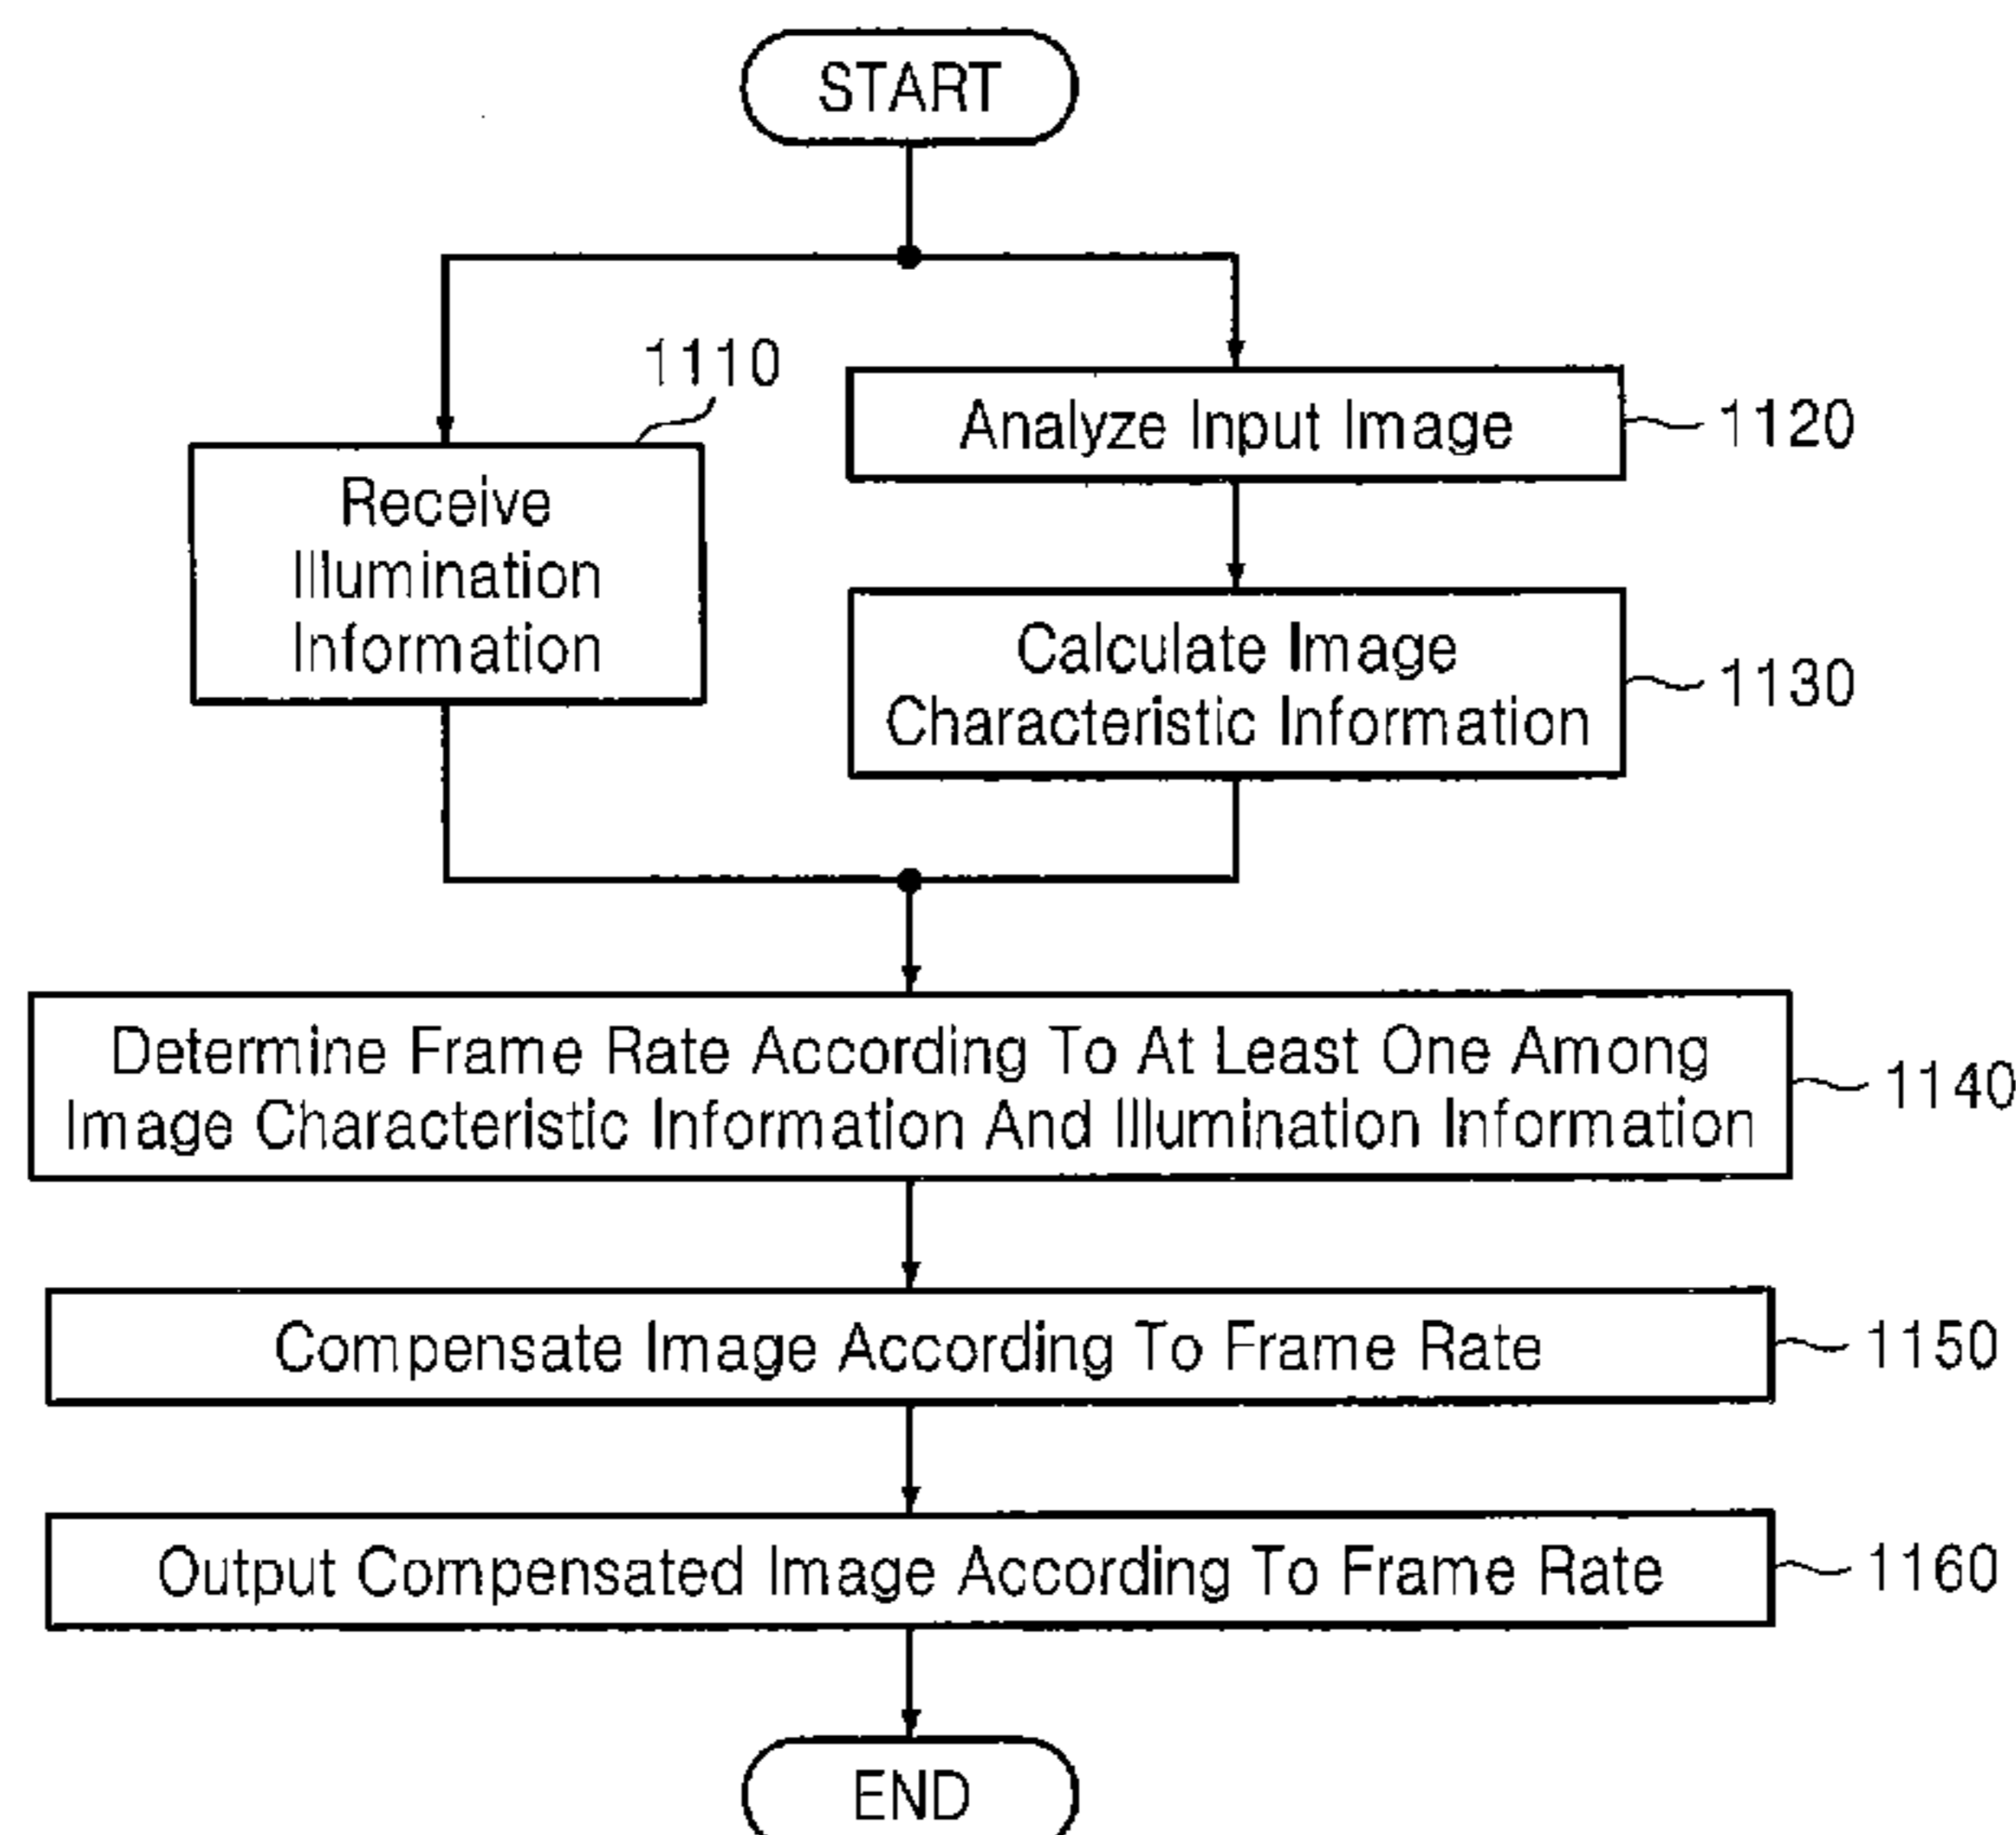 START
1110
Receive
Illumination
Information
Analyze Input Image
1120
Calculate Image
Characteristic Information
1130
Determine Frame Rate According To At Least One Among
Image Characteristic Information And Illumination Information
1140
Compensate Image According To Frame Rate
1150
Output Compensated Image According To Frame Rate
1160
END